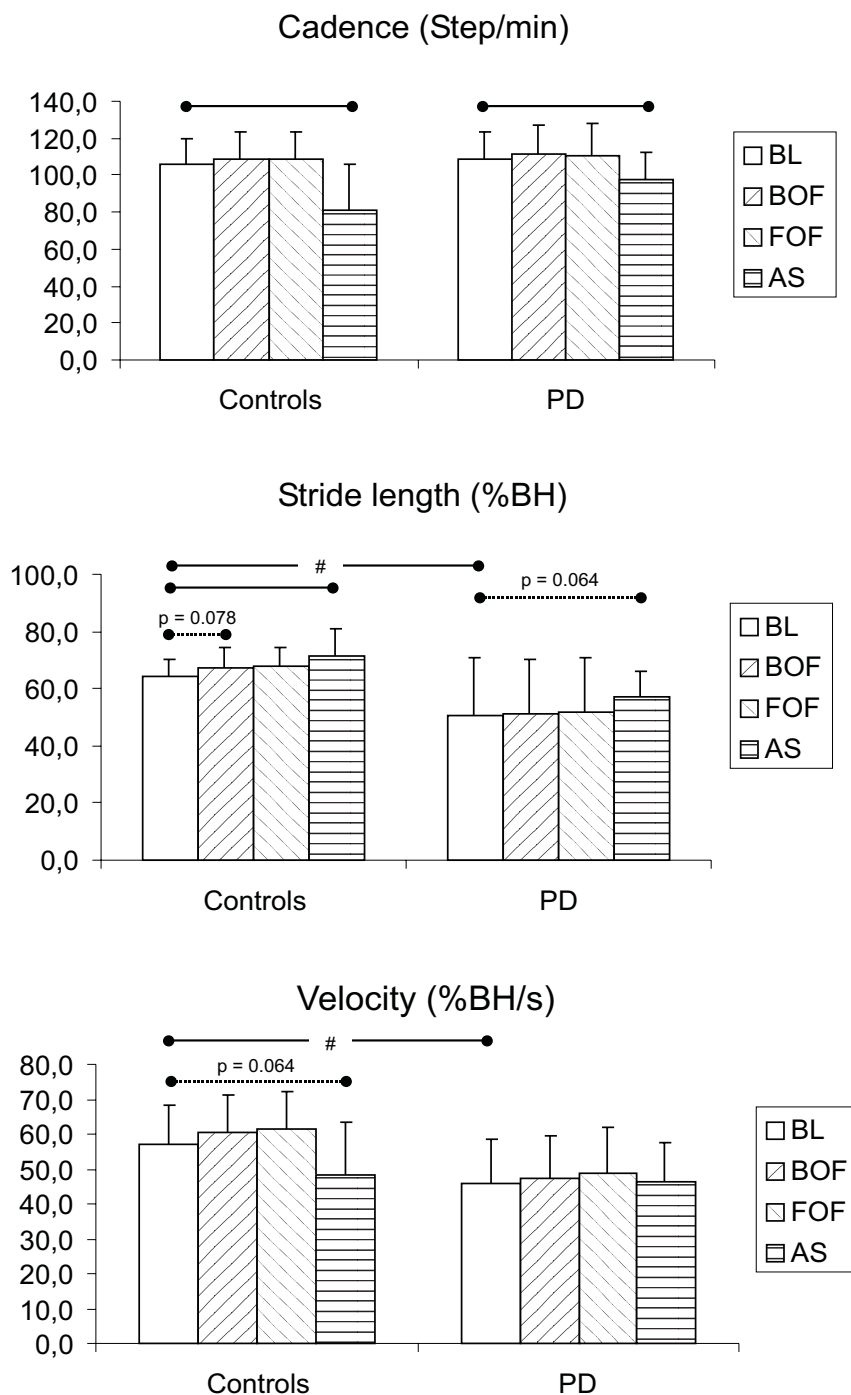 Cadence (Step/min)
140,0
120,0
100,0
80,0
60,0
40,0
20,0
0,0
Controls
PD
BL
BOF
FOF
AS
Stride length (%BH)
#
p = 0.064
p = 0.078
100,0
80,0
60,0
40,0
20,0
0,0
Controls
PD
BL
BOF
FOF
AS
Velocity (%BH/s)
#
p = 0.064
80,0
70,0
60,0
50,0
40,0
30,0
20,0
10,0
0,0
Controls
PD
BL
BOF
FOF
AS